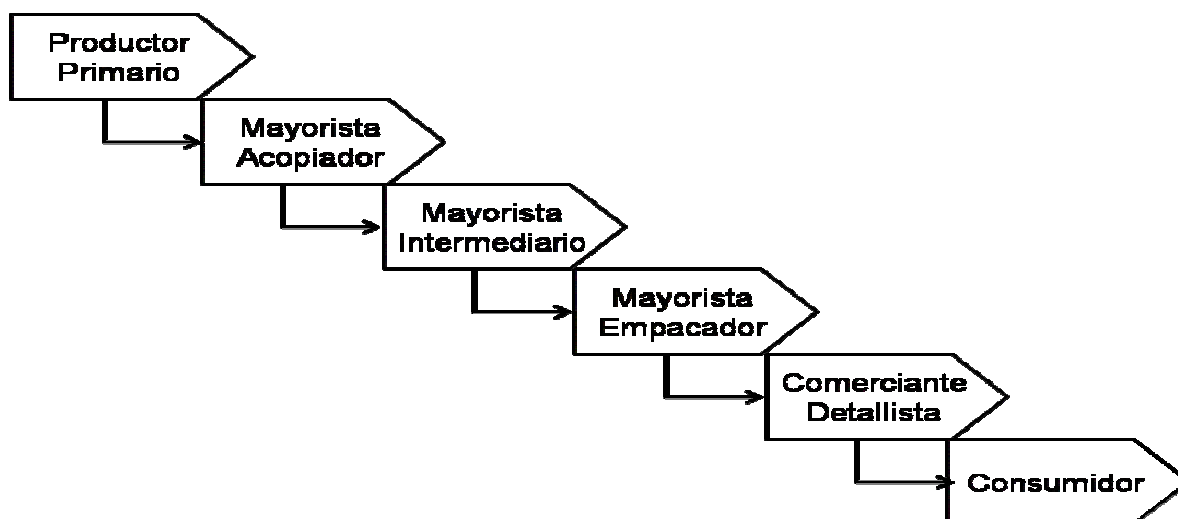 Productor
Primario
Mayorista
Acopiador
Mayorista
Intermediario
Mayorista
Empacador
Comerciante
Detallista
Consumidor